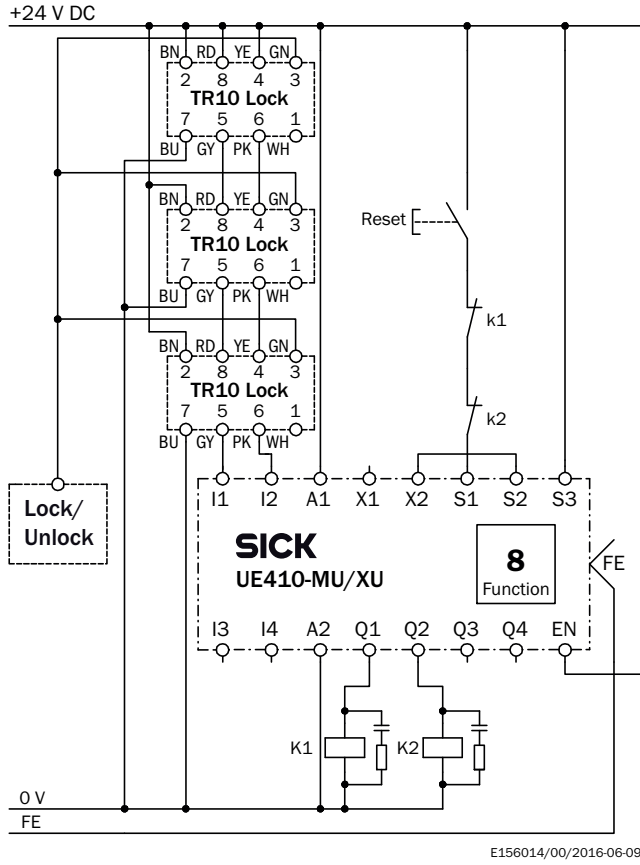 +24 V DC
BN RD YE GN
2 8 4 3
TR10 Lock
7 5 6 1
BU GY PK WH
BN RD YE GN
2 8 4 3
TR10 Lock
7 5 6 1
BU GY PK WH
BN RD YE GN
2 8 4 3
TR10 Lock
7 5 6 1
BU GY PK WH
Reset
k1
k2
Lock/
Unlock
I1 I2 A1 X1 X2 S1 S2 S3
SICK
UE410-MU/XU
8
Function
FE
I3 I4 A2 Q1 Q2 Q3 Q4 EN
K1 K2
0 V
FE
E156014/00/2016-06-09